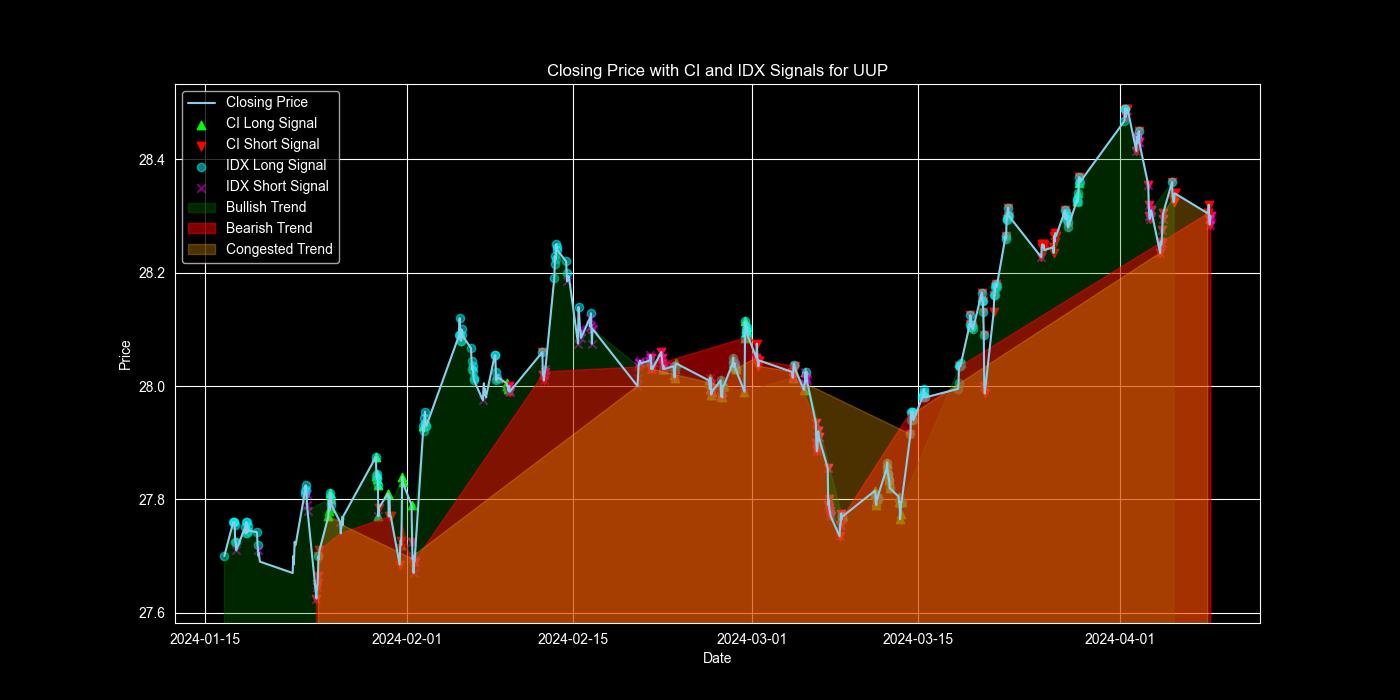 Closing Price with CI and IDX Signals for UUP
Closing Price
CI Long Signal
CI Short Signal
IDX Long Signal
IDX Short Signal
Bullish Trend
Bearish Trend
Congested Trend
28.4
28.2
28.0
27.8
27.6
Price
2024-01-15 2024-02-01 2024-02-15 2024-03-01 2024-03-15 2024-04-01
Date